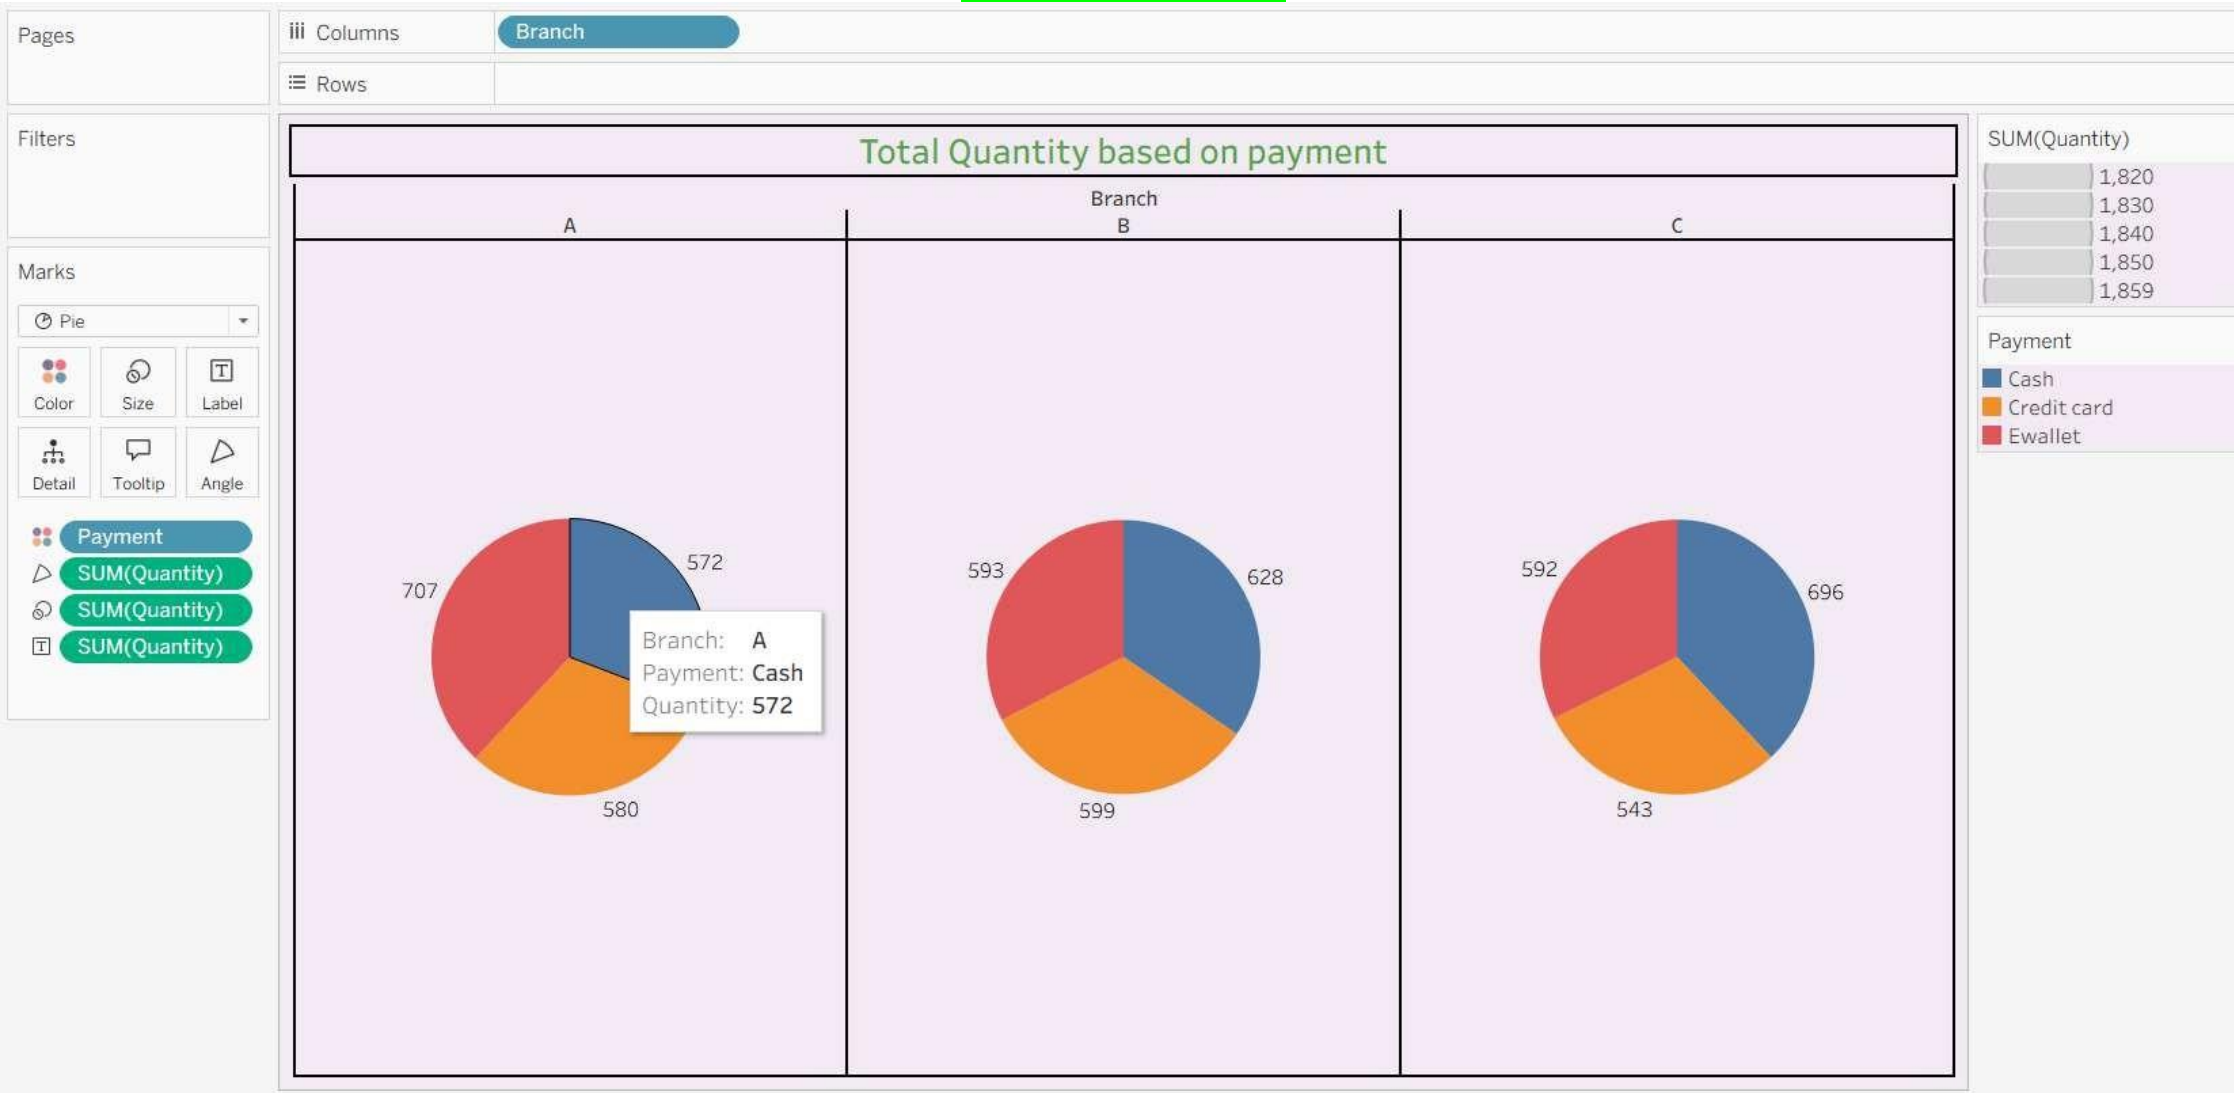 Pages
Columns
Branch
Rows
Filters
Marks
Pie
Color
Size
Label
Detail
Tooltip
Angle
Payment
SUM(Quantity)
SUM(Quantity)
SUM(Quantity)
Total Quantity based on payment
Branch
A
B
C
707
572
580
Branch: A
Payment: Cash
Quantity: 572
593
628
599
592
696
543
SUM(Quantity)
1,820
1,830
1,840
1,850
1,859
Payment
Cash
Credit card
Ewallet